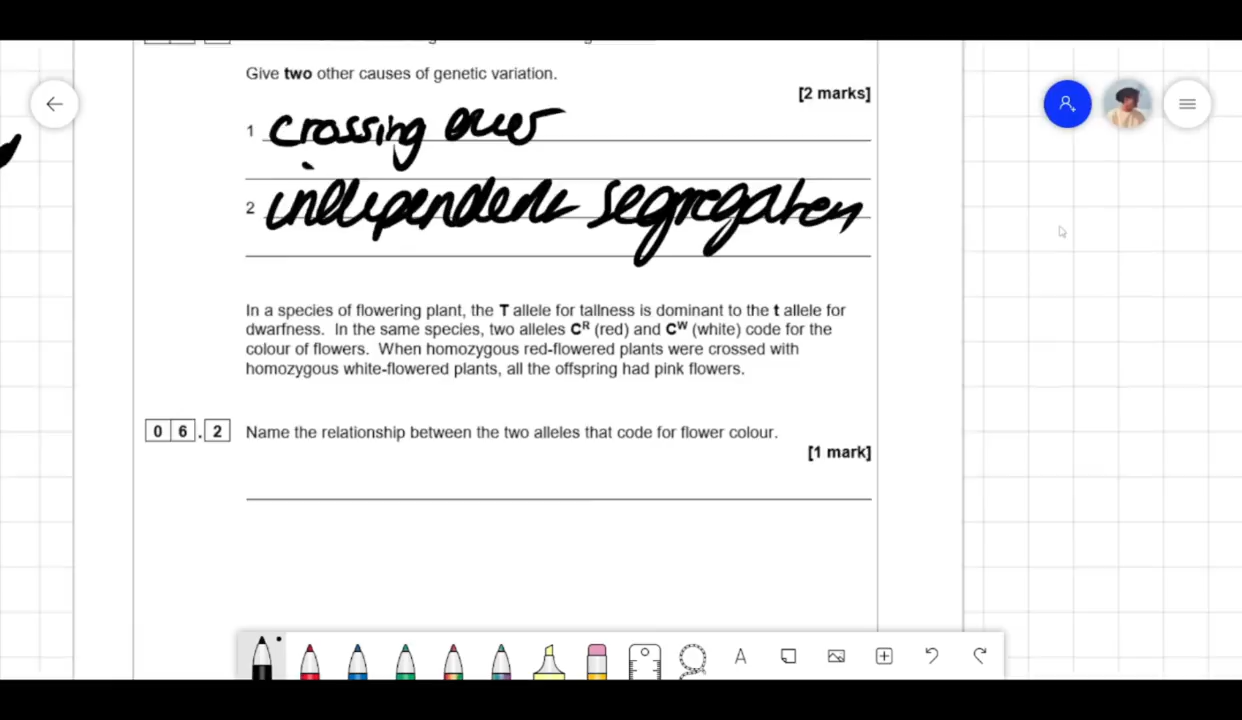 Give two other causes of genetic variation.
[2 marks]
1 crossing over
2 independent segregation
In a species of flowering plant, the T allele for tallness is dominant to the t allele for
dwarfness. In the same species, two alleles Cᴿ (red) and Cᵂ (white) code for the
colour of flowers. When homozygous red-flowered plants were crossed with
homozygous white-flowered plants, all the offspring had pink flowers.
0 6 . 2 Name the relationship between the two alleles that code for flower colour.
[1 mark]
A